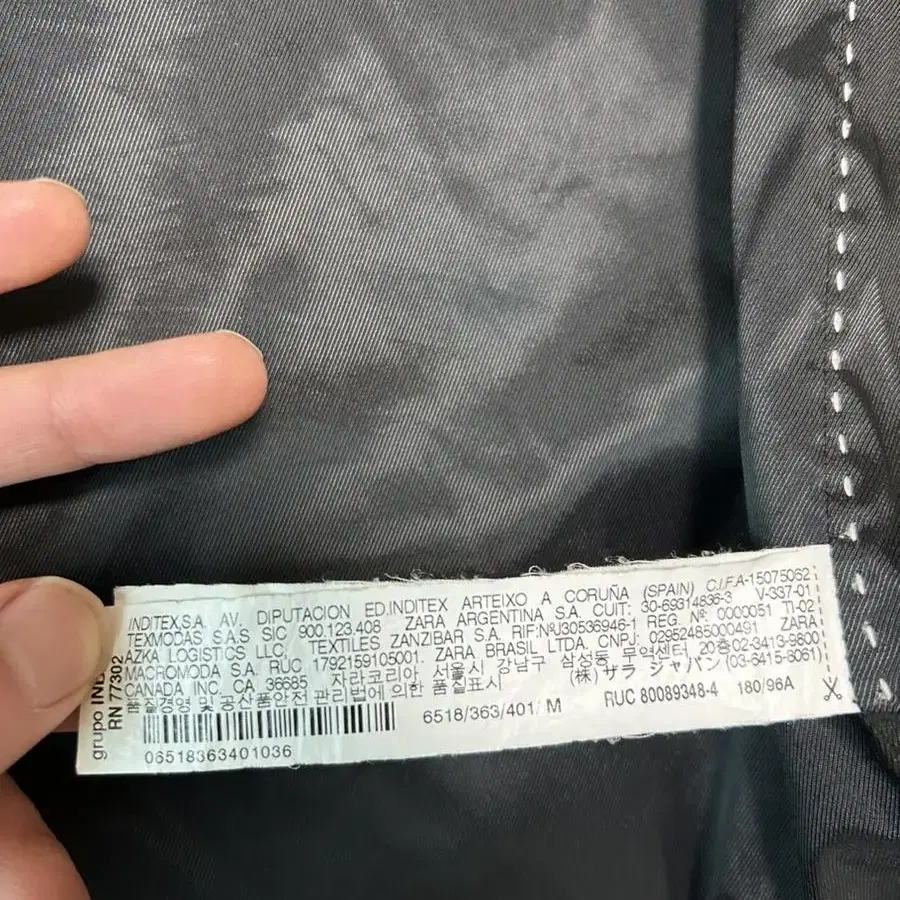 INDITEX,S.A. AV. DIPUTACION ED.INDITEX ARTEIXO A CORUÑA (SPAIN) C.I.F.A-15075062
TEXMODAS S.A.S SIC 900.123.408 ZARA ARGENTINA S.A. CUIT: 30-69314836-3 V-337-01
AZKA LOGISTICS LLC, TEXTILES ZANZIBAR S.A. RIF:N&J30536946-1 REG. Nº. 0000051 TI-02
MACROMODA S.A. RUC 1792159105001. ZARA BRASIL LTDA. CNPJ: 02952485000491 ZARA
CANADA INC., CA 36685 자라코리아 서울시 강남구 삼성동 무역센터 20층 02-3413-9800
품질경영 및 공산품안전 관리법에 의한 품질표시 (株) ザラ ジャパン (03-6415-8061)
6518/363/401/ M RUC 80089348-4 180/96A
06518363401036
grupo IND
RN 77302